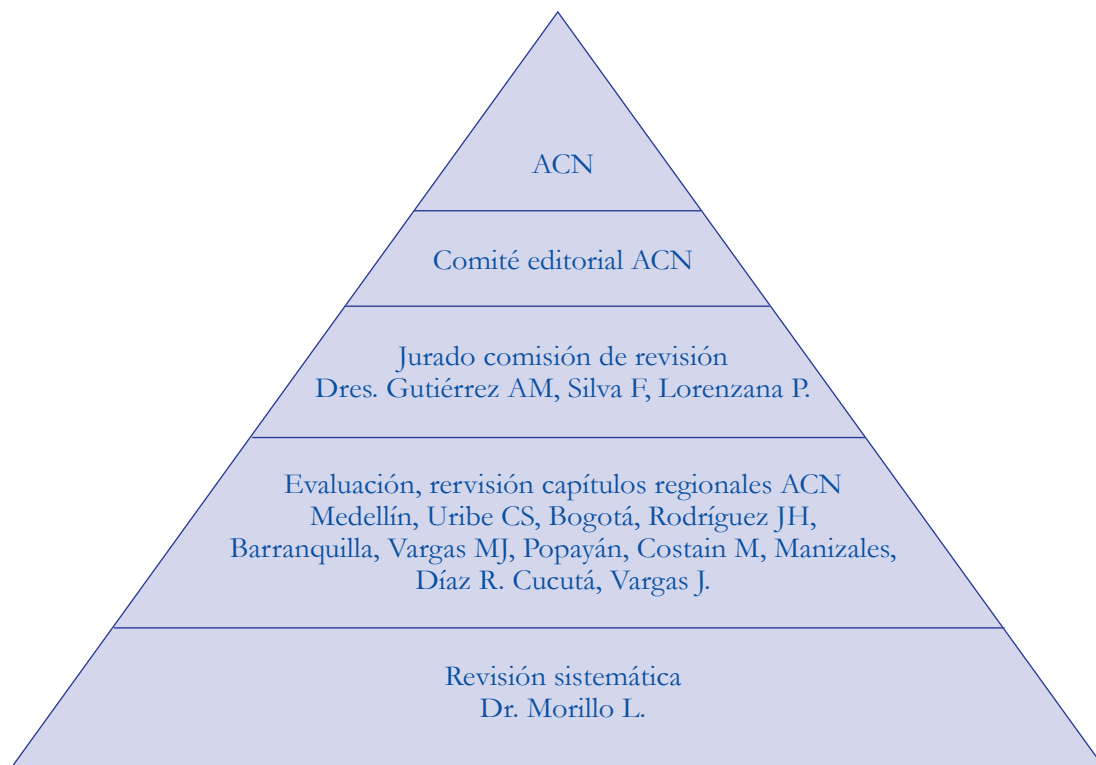 ACN
Comité editorial ACN
Jurado comisión de revisión
Dres. Gutiérrez AM, Silva F, Lorenzana P.
Evaluación, rervisión capítulos regionales ACN
Medellín, Uribe CS, Bogotá, Rodríguez JH,
Barranquilla, Vargas MJ, Popayán, Costain M, Manizales,
Díaz R. Cucutá, Vargas J.
Revisión sistemática
Dr. Morillo L.